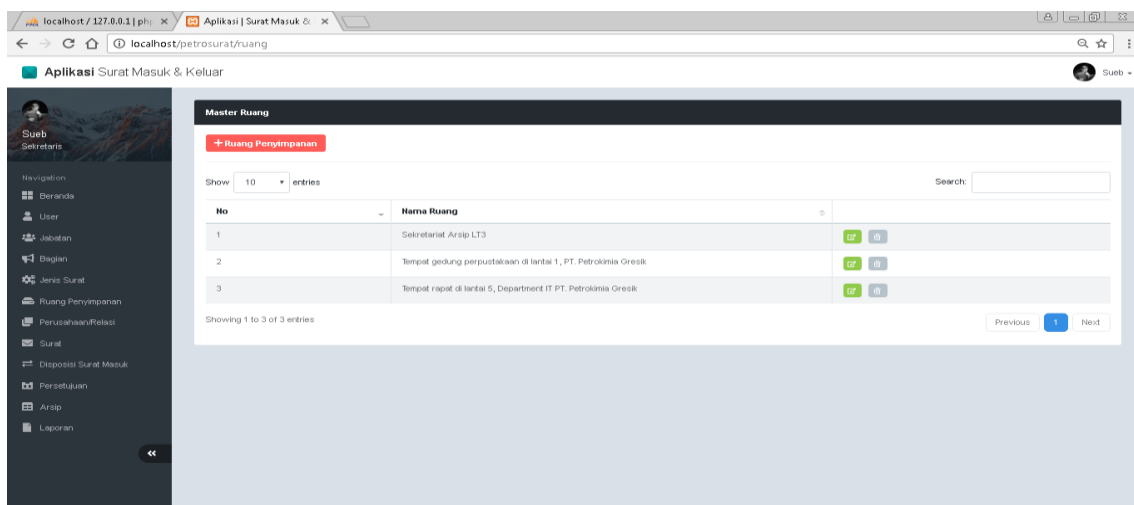 localhost / 127.0.0.1 | php
Aplikasi | Surat Masuk &
localhost/petrosurat/ruang
Aplikasi Surat Masuk & Keluar
Sueb
Sueb
Sekretaris
Navigation
Beranda
User
Jabatan
Bagian
Jenis Surat
Ruang Penyimpanan
Perusahaan/Relasi
Surat
Disposisi Surat Masuk
Persetujuan
Arsip
Laporan
Master Ruang
+ Ruang Penyimpanan
Show 10 entries
Search:
No Nama Ruang
1 Sekretariat Arsip LT3
2 Tempat gedung perpustakaan di lantai 1, PT. Petrokimia Gresik
3 Tempat rapat di lantai 5, Department IT PT. Petrokimia Gresik
Showing 1 to 3 of 3 entries
Previous 1 Next